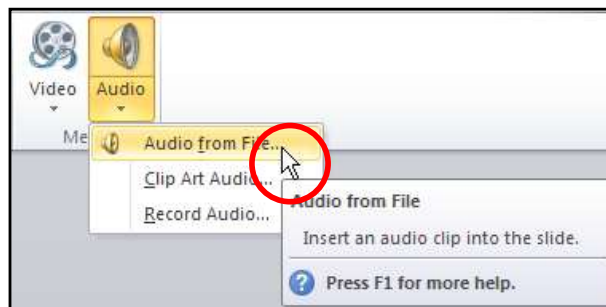 Video Audio
Me
Audio from File...
Clip Art Audio...
Record Audio...
Audio from File
Insert an audio clip into the slide.
Press F1 for more help.